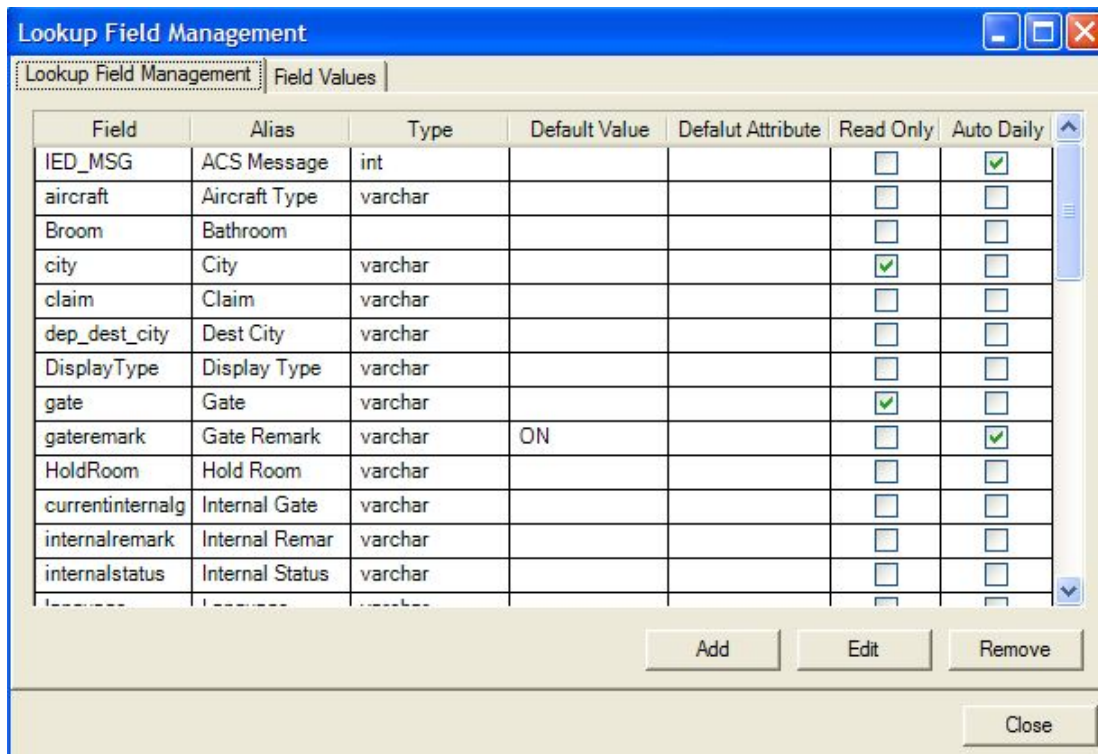 Lookup Field Management
Lookup Field Management Field Values
Field Alias Type Default Value Defalut Attribute Read Only Auto Daily
IED_MSG ACS Message int
aircraft Aircraft Type varchar
Broom Bathroom
city City varchar
claim Claim varchar
dep_dest_city Dest City varchar
DisplayType Display Type varchar
gate Gate varchar
gateremark Gate Remark varchar ON
HoldRoom Hold Room varchar
currentinternalg Internal Gate varchar
internalremark Internal Remar varchar
internalstatus Internal Status varchar
Add Edit Remove
Close